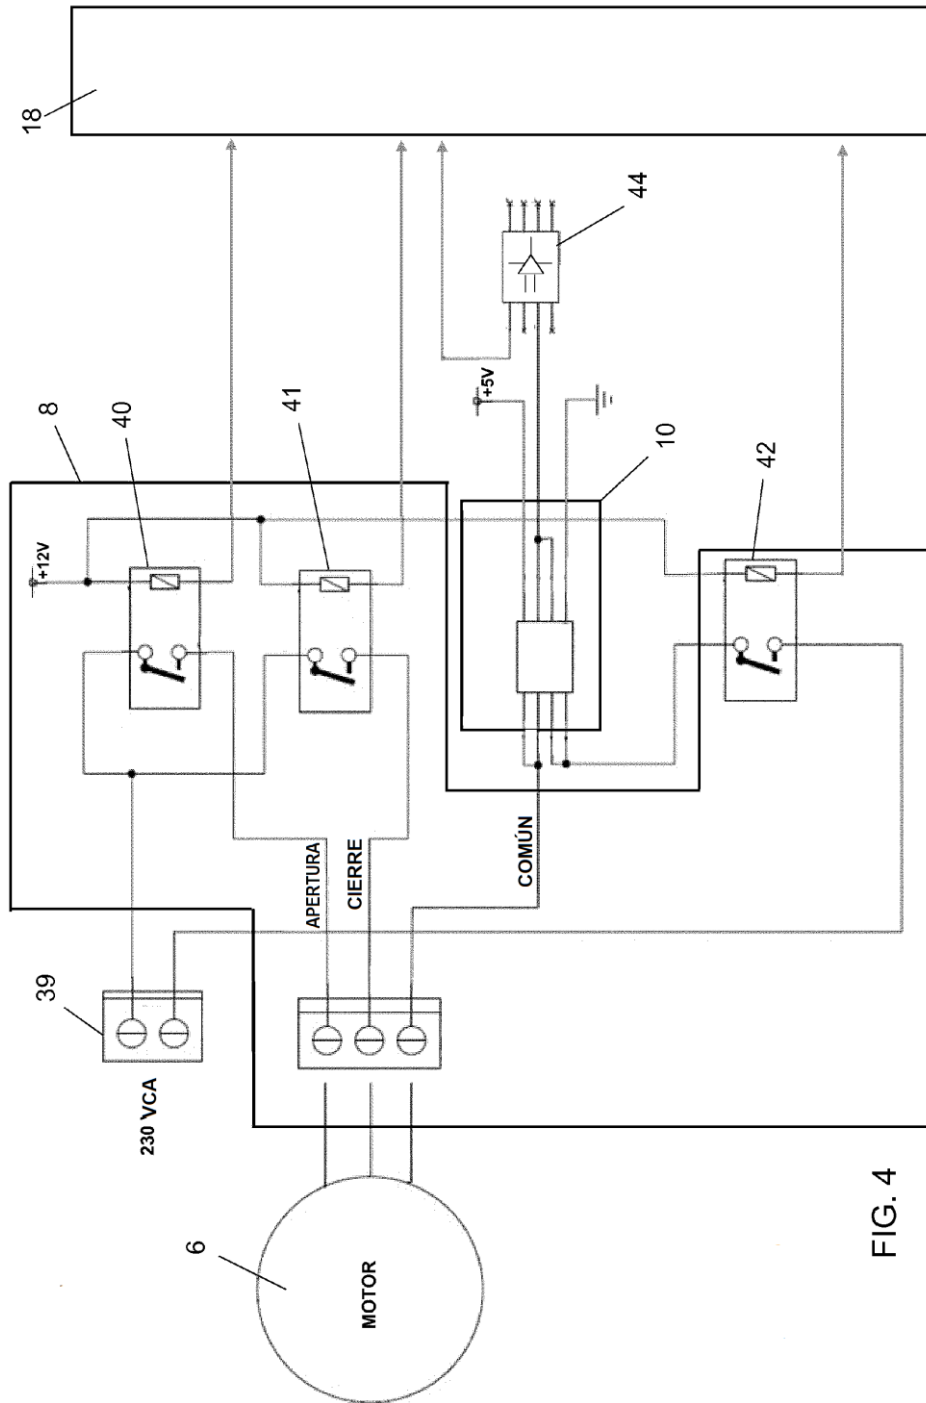 18
8
40
+12V
41
+5V
44
10
42
39
230 VCA
APERTURA
CIERRE
COMÚN
6
MOTOR
FIG. 4